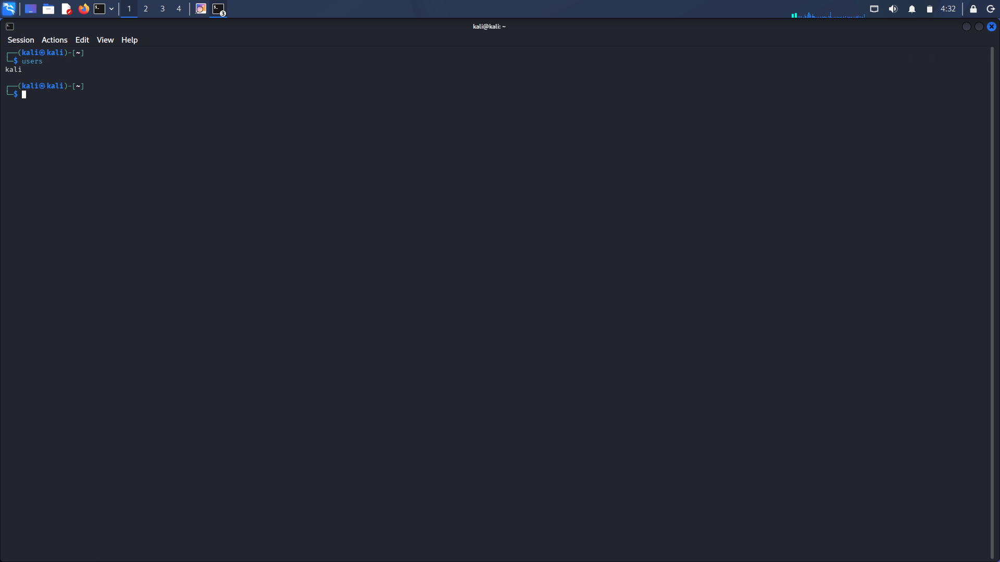 1 2 3 4 3 4:32
kali@kali: ~
Session Actions Edit View Help
┌──(kali㉿kali)-[~]
└─$ users
kali
┌──(kali㉿kali)-[~]
└─$